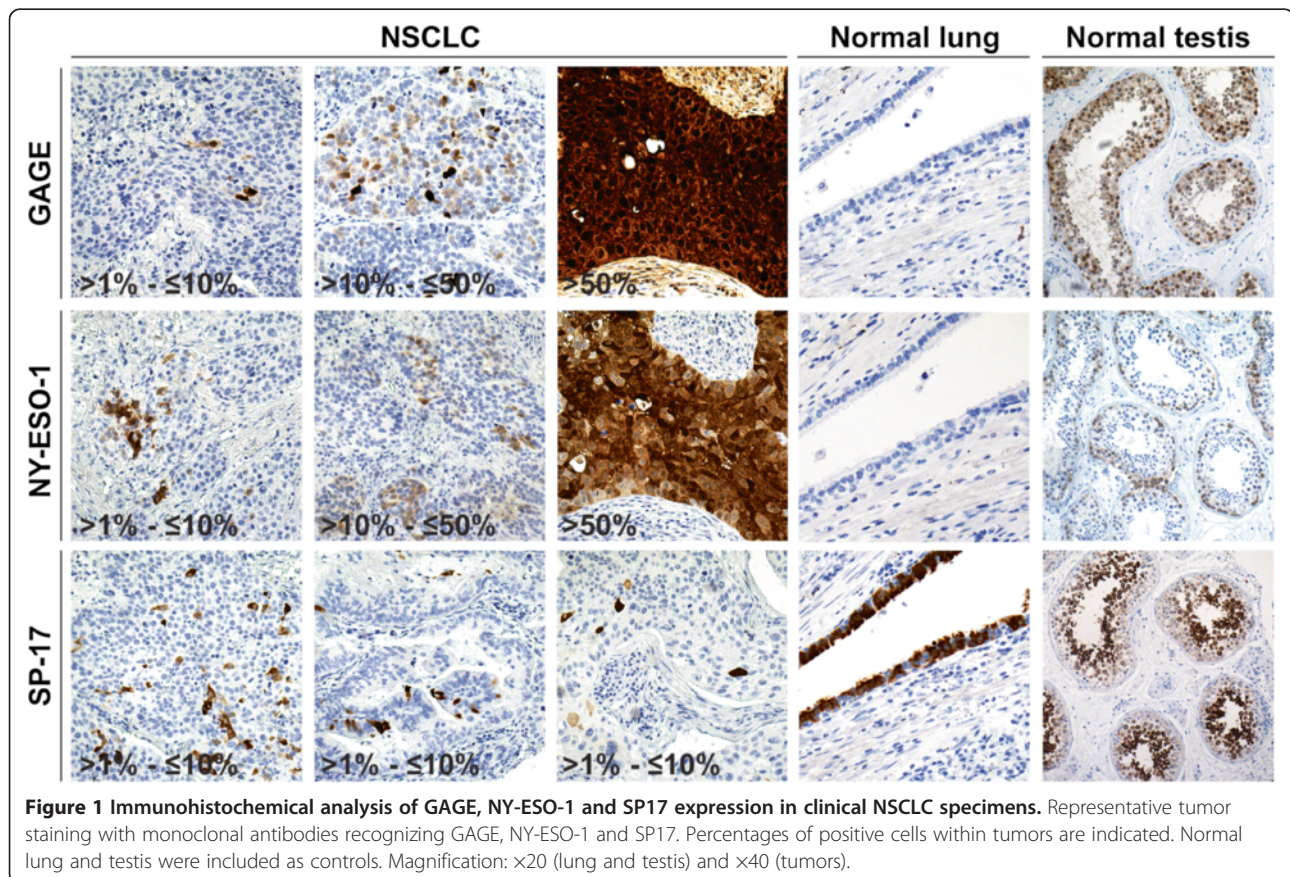 NSCLC Normal lung Normal testis
GAGE
>1% - ≤10% >10% - ≤50% >50%
NY-ESO-1
>1% - ≤10% >10% - ≤50% >50%
SP-17
>1% - ≤10% >1% - ≤10% >1% - ≤10%
Figure 1 Immunohistochemical analysis of GAGE, NY-ESO-1 and SP17 expression in clinical NSCLC specimens. Representative tumor
staining with monoclonal antibodies recognizing GAGE, NY-ESO-1 and SP17. Percentages of positive cells within tumors are indicated. Normal
lung and testis were included as controls. Magnification: ×20 (lung and testis) and ×40 (tumors).